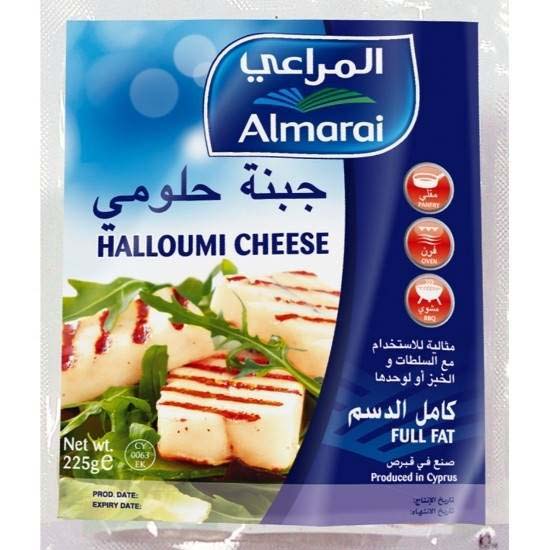 المراعي
Almarai
جبنة حلومي
HALLOUMI CHEESE
مقلي
PANTRY
فرن
OVEN
مشوي
BBQ
مثالية للاستخدام
مع السلطات و
الخبز أو لوحدها
كامل الدسم
FULL FAT
صنع في قبرص
Produced in Cyprus
Net wt.
225g℮
CY
0063
EK
PROD. DATE:
EXPIRY DATE:
تاريخ الإنتاج:
تاريخ الانتهاء: